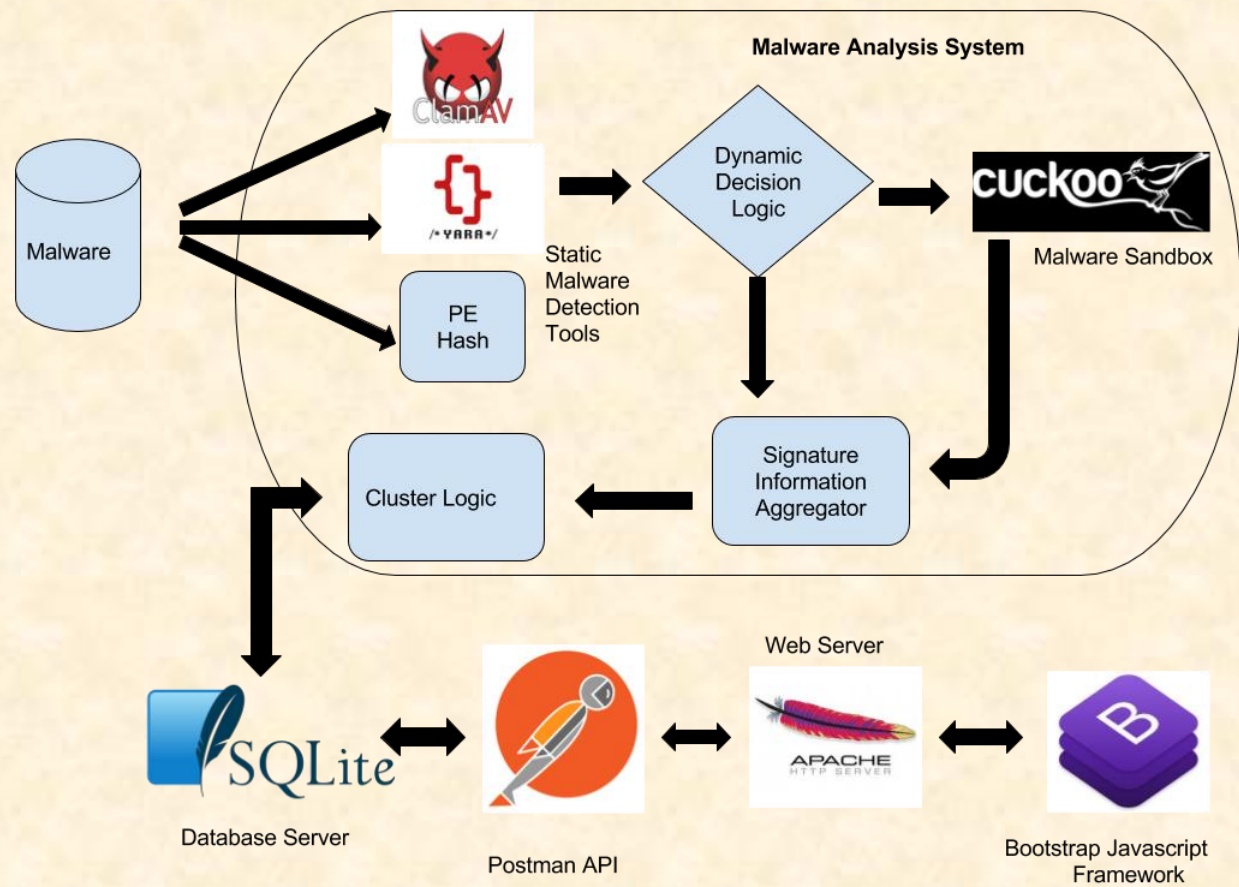 Malware Analysis System
ClamAV
Malware
/* YARA */
Static
Malware
Detection
Tools
PE
Hash
Dynamic
Decision
Logic
cuckoo
Malware Sandbox
Signature
Information
Aggregator
Cluster Logic
SQLite
Database Server
Postman API
Web Server
APACHE
HTTP SERVER
B
Bootstrap Javascript
Framework